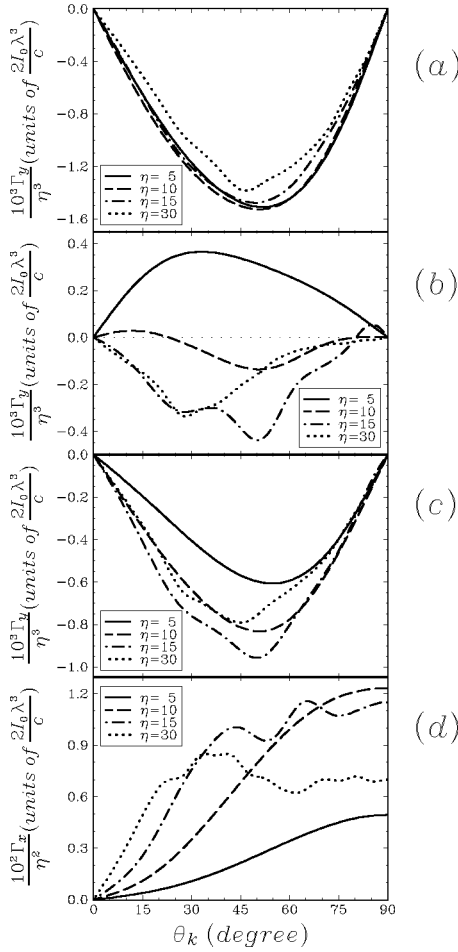 10³Γy/η³ (units of 2I₀λ³/c)
0.0
−0.4
−0.8
−1.2
−1.6
η= 5
η=10
η=15
η=30
(a)
10³Γy/η³ (units of 2I₀λ³/c)
0.4
0.2
0.0
−0.2
−0.4
η= 5
η=10
η=15
η=30
(b)
10³Γy/η³ (units of 2I₀λ³/c)
0.0
−0.2
−0.4
−0.6
−0.8
−1.0
η= 5
η=10
η=15
η=30
(c)
10²Γx/η² (units of 2I₀λ³/c)
1.2
0.9
0.6
0.3
0.0
η= 5
η=10
η=15
η=30
(d)
0 15 30 45 60 75 90
θk (degree)